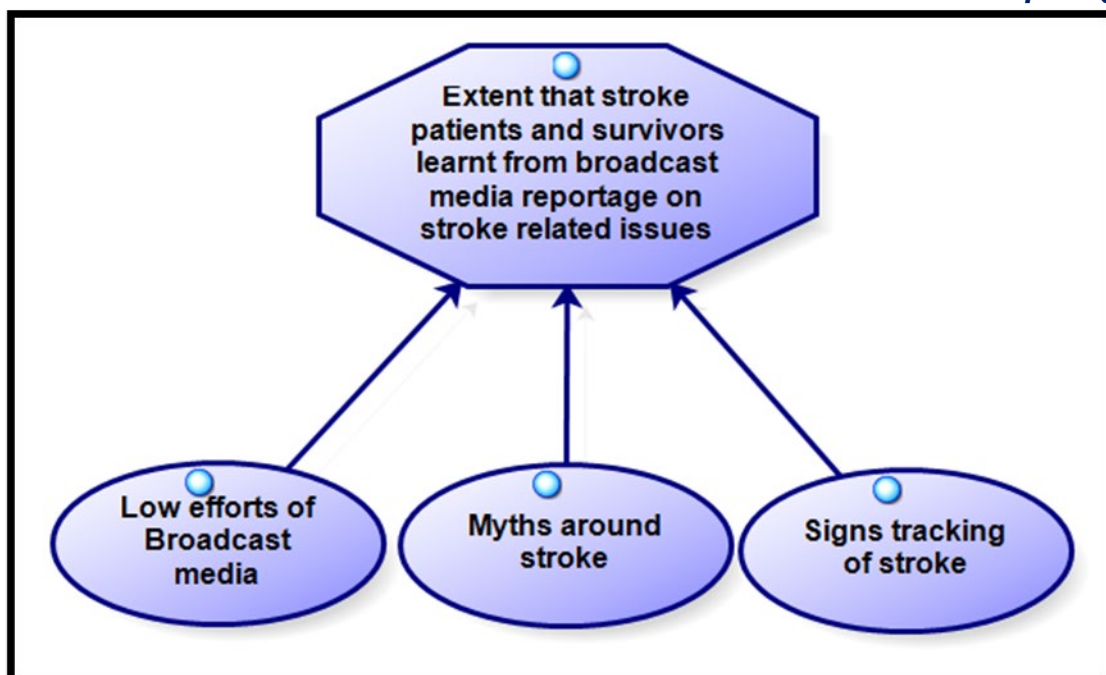 Extent that stroke
patients and survivors
learnt from broadcast
media reportage on
stroke related issues
Low efforts of
Broadcast
media
Myths around
stroke
Signs tracking
of stroke